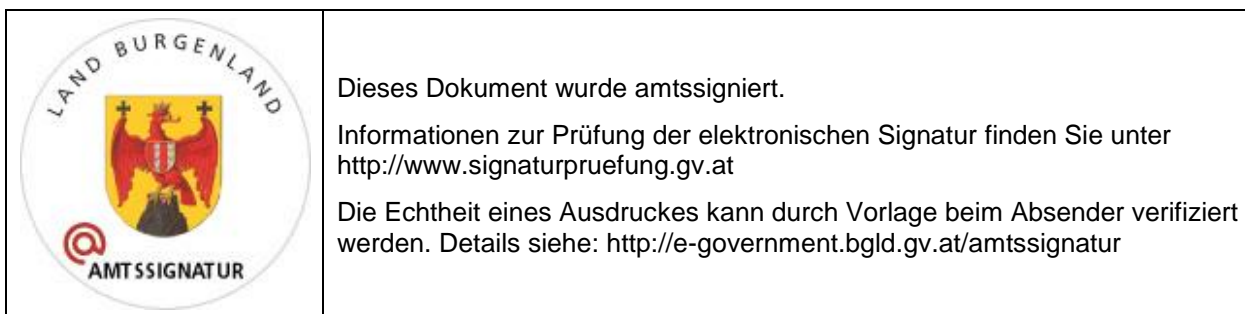 LAND BURGENLAND
@
AMTSSIGNATUR
Dieses Dokument wurde amtssigniert.
Informationen zur Prüfung der elektronischen Signatur finden Sie unter
http://www.signaturpruefung.gv.at
Die Echtheit eines Ausdruckes kann durch Vorlage beim Absender verifiziert
werden. Details siehe: http://e-government.bgld.gv.at/amtssignatur